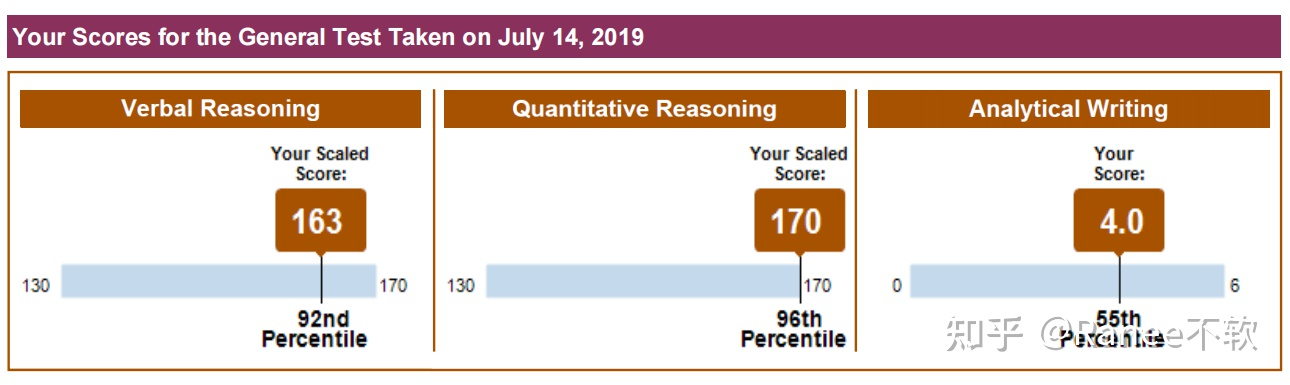 Your Scores for the General Test Taken on July 14, 2019
Verbal Reasoning
Your Scaled
Score:
163
130
170
92nd
Percentile
Quantitative Reasoning
Your Scaled
Score:
170
130
170
96th
Percentile
Analytical Writing
Your
Score:
4.0
0
6
55th
Percentile
知乎 @Ranee不软